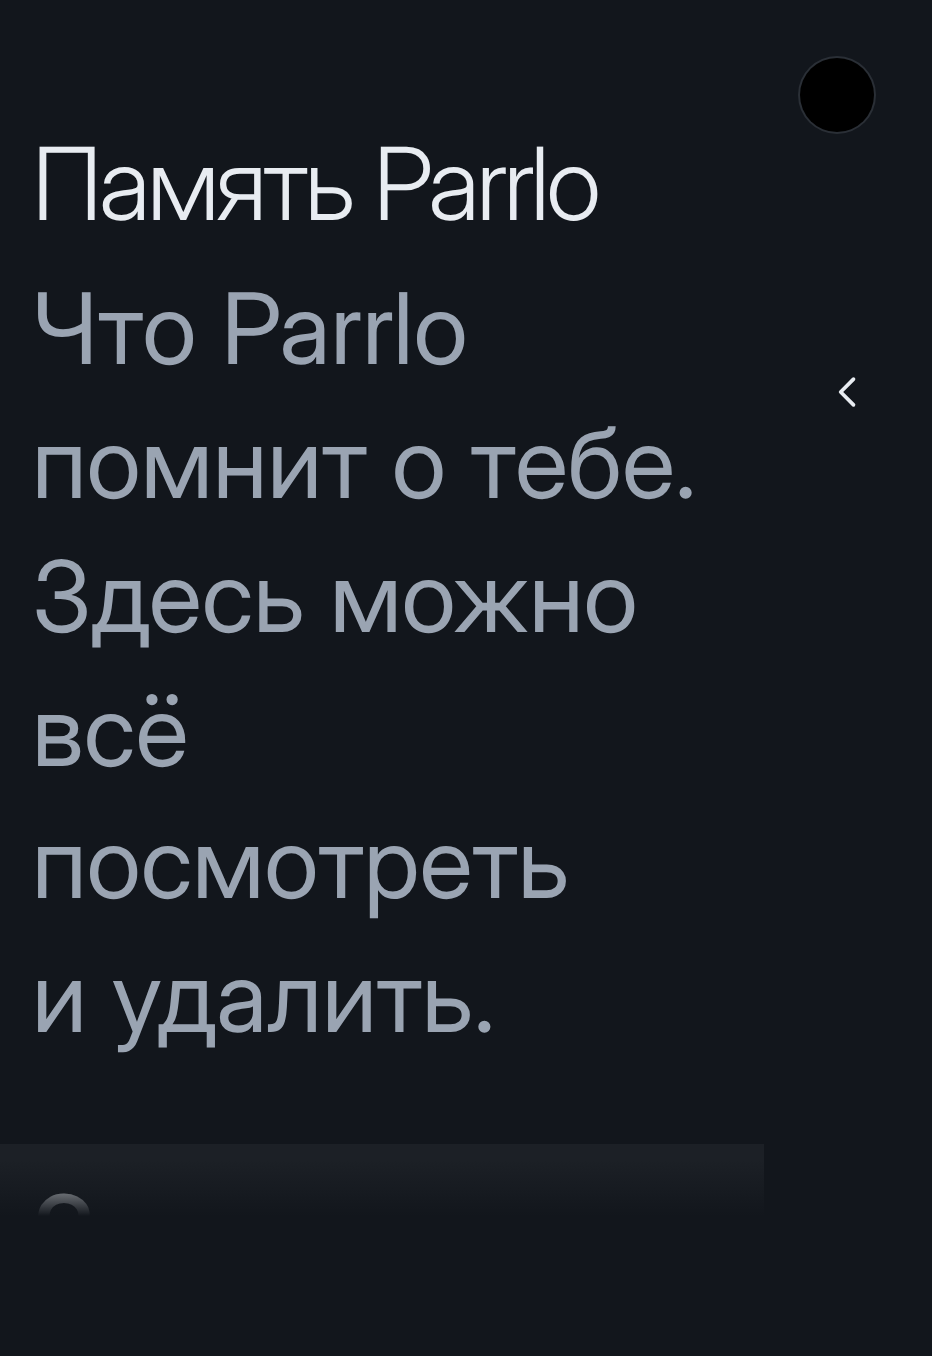 Память Parrlo
Что Parrlo
помнит о тебе.
Здесь можно
всё
посмотреть
и удалить.